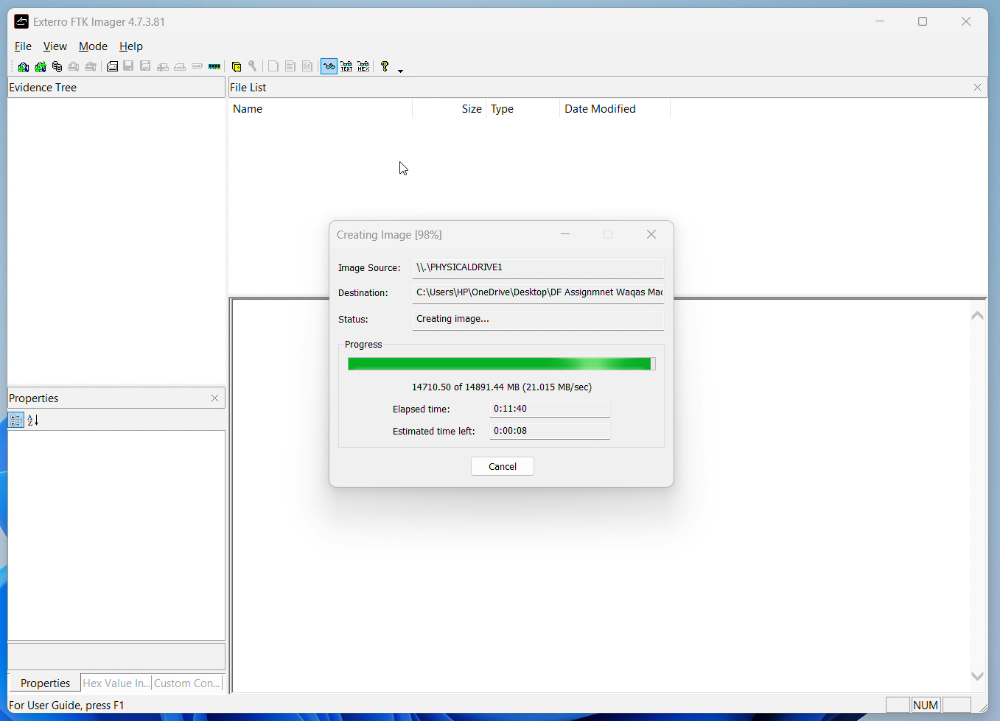 Exterro FTK Imager 4.7.3.81
File View Mode Help
TEXT HEX ?
Evidence Tree
File List
Name Size Type Date Modified
Creating Image [98%]
Image Source: \\.\PHYSICALDRIVE1
Destination: C:\Users\HP\OneDrive\Desktop\DF Assignmnet Waqas Mac
Status: Creating image...
Progress
14710.50 of 14891.44 MB (21.015 MB/sec)
Elapsed time: 0:11:40
Estimated time left: 0:00:08
Cancel
Properties
A
Z
Properties Hex Value In... Custom Con...
For User Guide, press F1
NUM